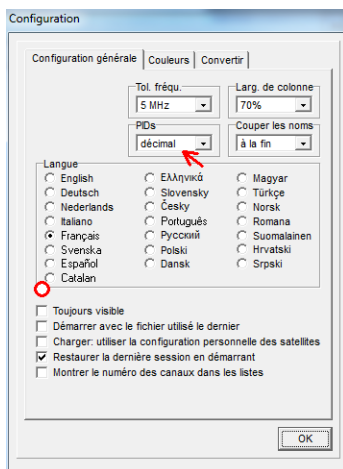 Configuration
Configuration générale Couleurs Convertir
Tol. fréqu. Larg. de colonne
5 MHz 70%
PIDs Couper les noms
décimal à la fin
Langue
English Ελληνικά Magyar
Deutsch Slovensky Türkçe
Nederlands Česky Norsk
Italiano Português Romana
Français Русский Suomalainen
Svenska Polski Hrvatski
Español Dansk Srpski
Catalan
Toujours visible
Démarrer avec le fichier utilisé le dernier
Charger: utiliser la configuration personnelle des satellites
Restaurer la dernière session en démarrant
Montrer le numéro des canaux dans les listes
OK